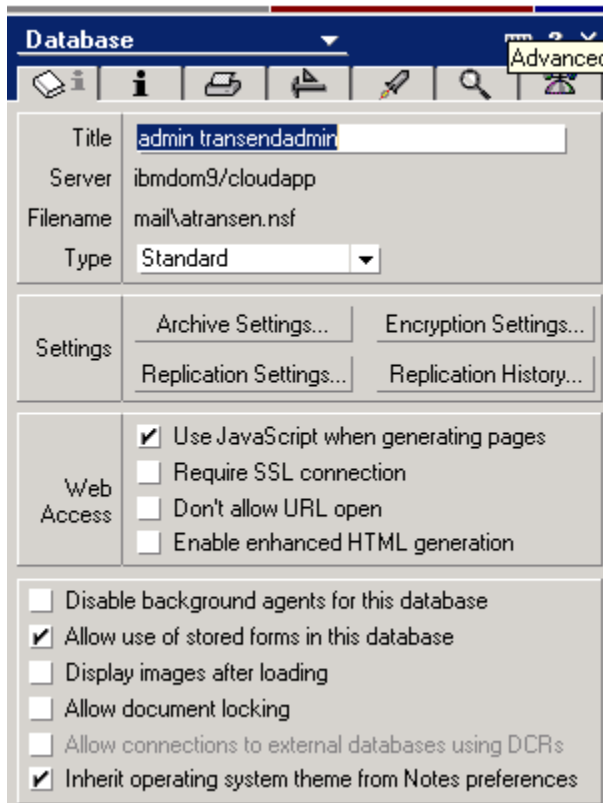 Database
? X
Advanced
Title admin transendadmin
Server ibmdom9/cloudapp
Filename mail\atransen.nsf
Type Standard
Settings
Archive Settings... Encryption Settings...
Replication Settings... Replication History...
Web Access
Use JavaScript when generating pages
Require SSL connection
Don't allow URL open
Enable enhanced HTML generation
Disable background agents for this database
Allow use of stored forms in this database
Display images after loading
Allow document locking
Allow connections to external databases using DCRs
Inherit operating system theme from Notes preferences